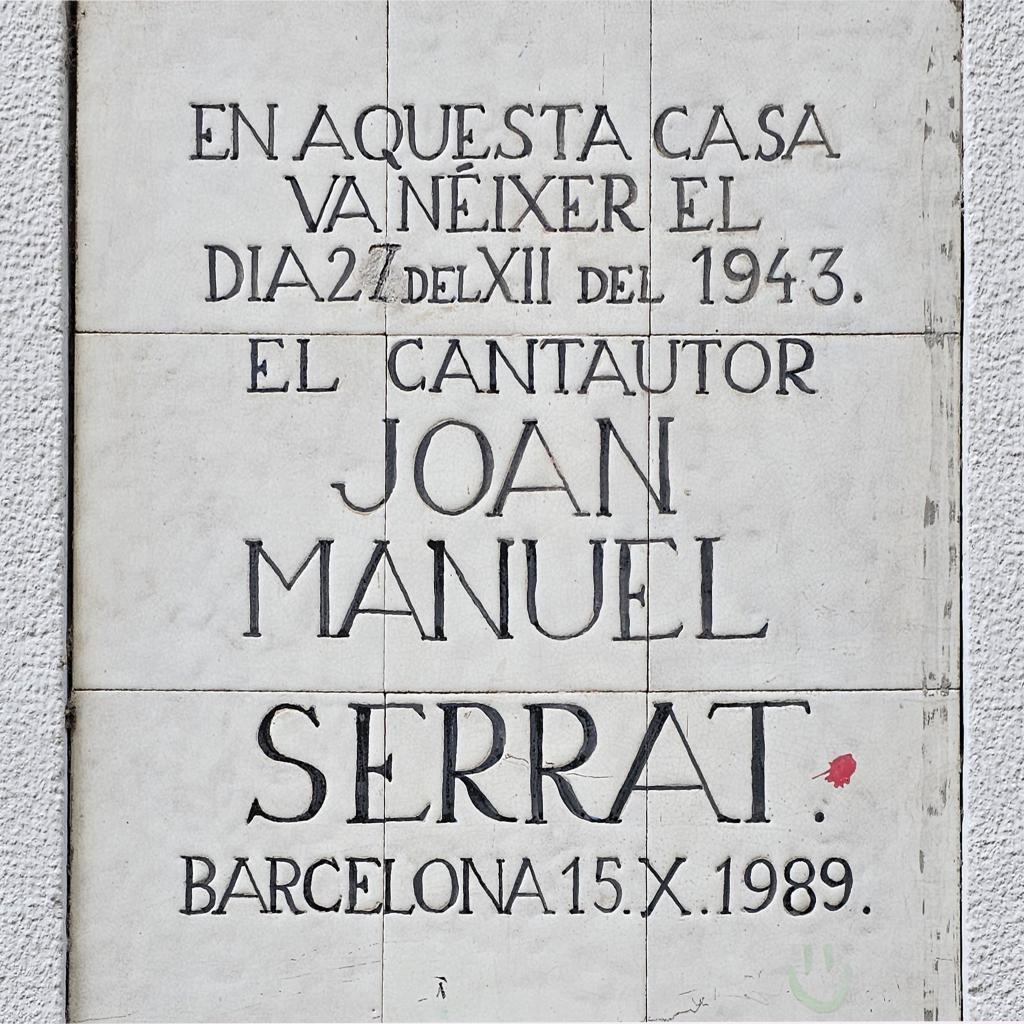 EN AQUESTA CASA
VA NÉIXER EL
DIA 27 DEL XII DEL 1943.
EL CANTAUTOR
JOAN
MANUEL
SERRAT.
BARCELONA 15.X.1989.